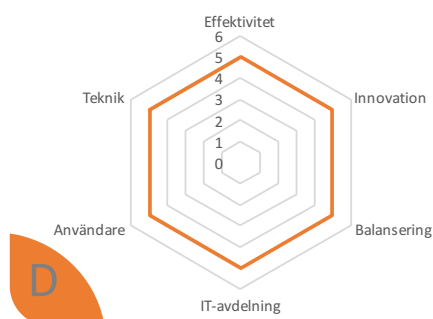 Effektivitet
6
5
4
3
2
1
0
Teknik
Innovation
Användare
Balansering
IT-avdelning
D